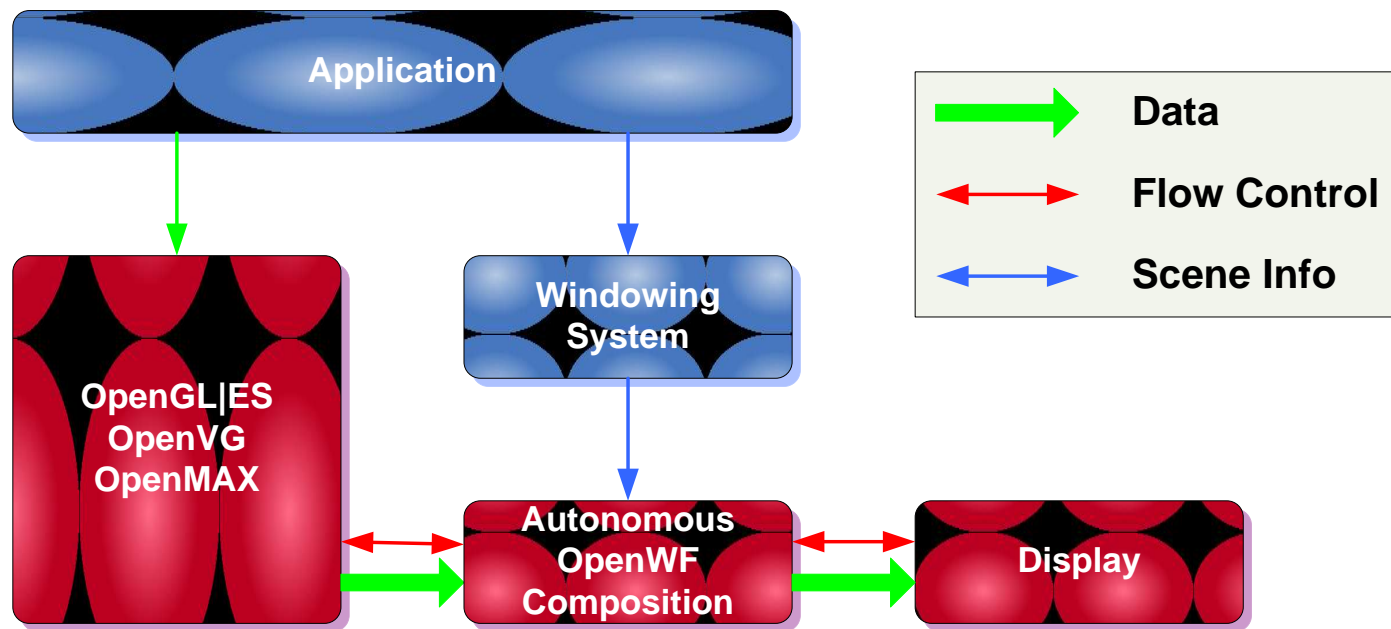 Application
Data
Flow Control
Scene Info
Windowing
System
OpenGL|ES
OpenVG
OpenMAX
Autonomous
OpenWF
Composition
Display